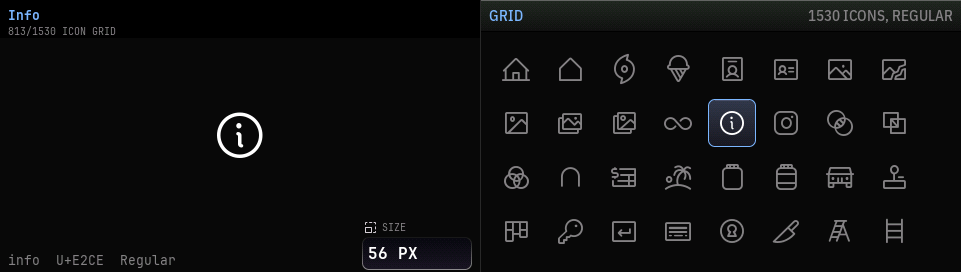 Info
813/1530 ICON GRID
SIZE
56 PX
info U+E2CE Regular
GRID
1530 ICONS, REGULAR